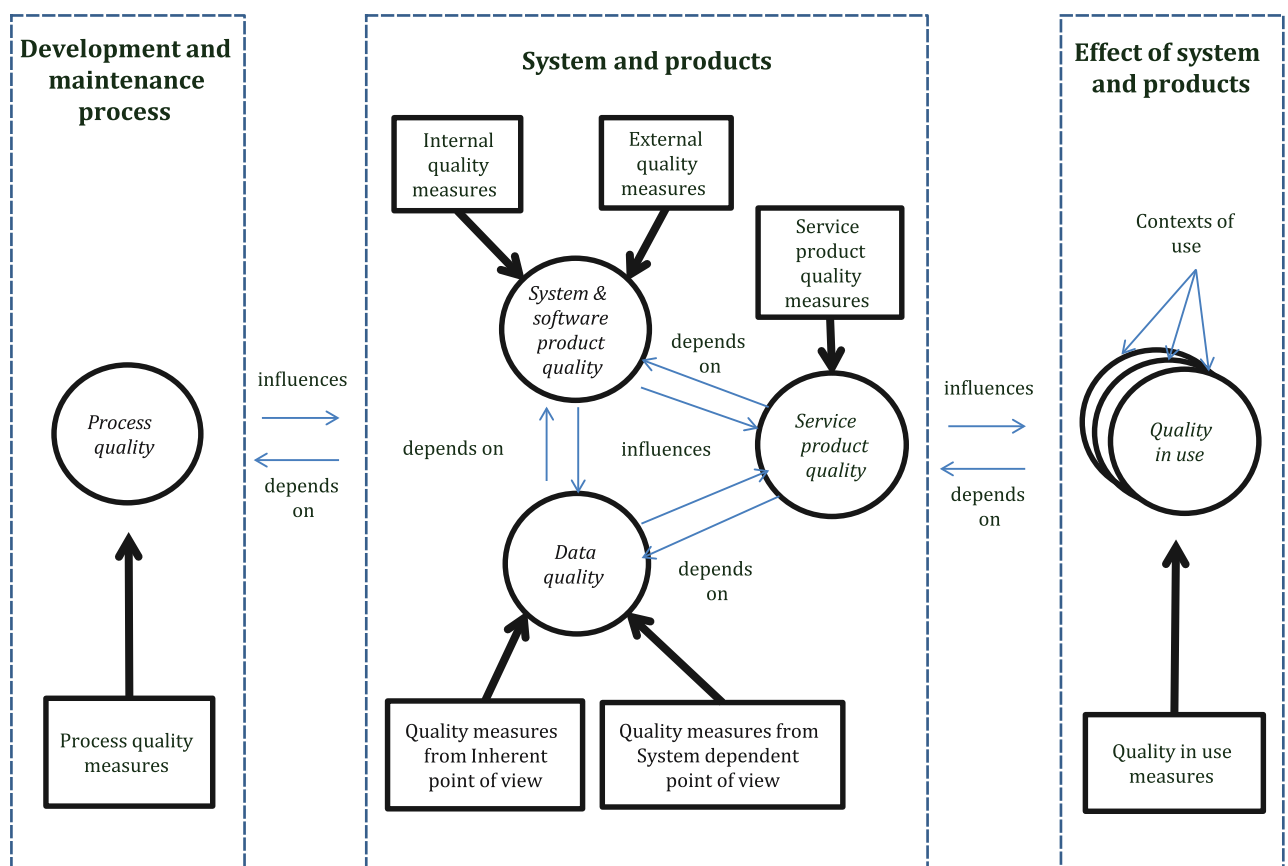 Development and
maintenance
process
System and products
Effect of system
and products
Internal
quality
measures
External
quality
measures
Service
product
quality
measures
Contexts of
use
System &
software
product
quality
depends
on
influences
depends
on
Process
quality
depends on
influences
Service
product
quality
influences
depends
on
Quality
in use
Data
quality
depends
on
Process quality
measures
Quality measures
from Inherent
point of view
Quality measures from
System dependent
point of view
Quality in use
measures